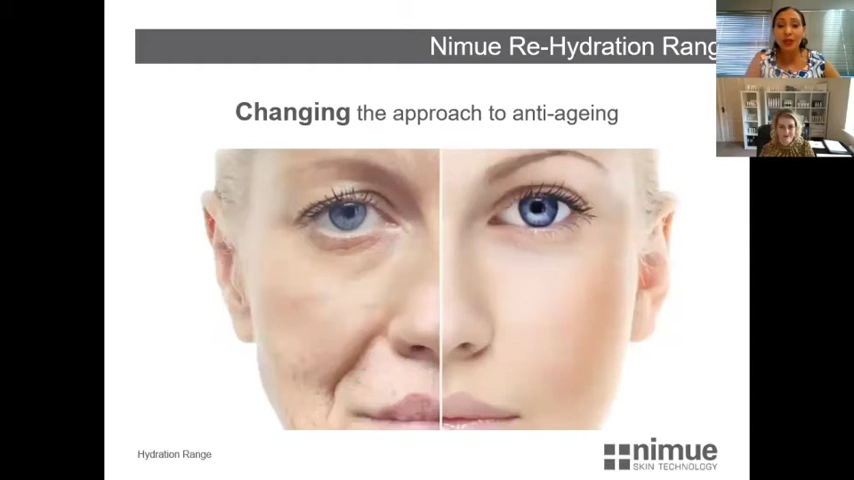 Nimue Re-Hydration Rang
Changing the approach to anti-ageing
Hydration Range
nimue
SKIN TECHNOLOGY